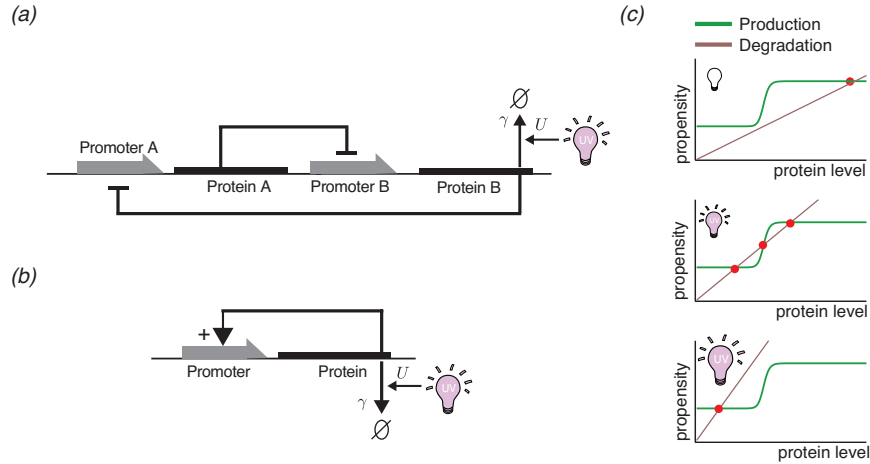 (a)
Promoter A
Protein A
Promoter B
Protein B
γ
∅
U
UV
(b)
+
Promoter
Protein
γ
U
UV
∅
(c)
Production
Degradation
propensity
protein level
UV
propensity
protein level
UV
propensity
protein level